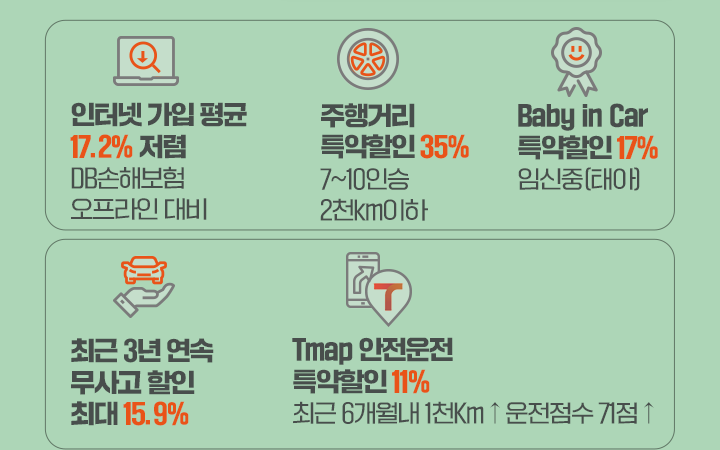 인터넷 가입 평균
17.2% 저렴
DB손해보험
오프라인 대비
주행거리
특약할인 35%
7~10인승
2천km이하
Baby in Car
특약할인 17%
임신중(태아)
최근 3년 연속
무사고 할인
최대 15.9%
T
Tmap 안전운전
특약할인 11%
최근 6개월내 1천Km↑운전점수 71점↑